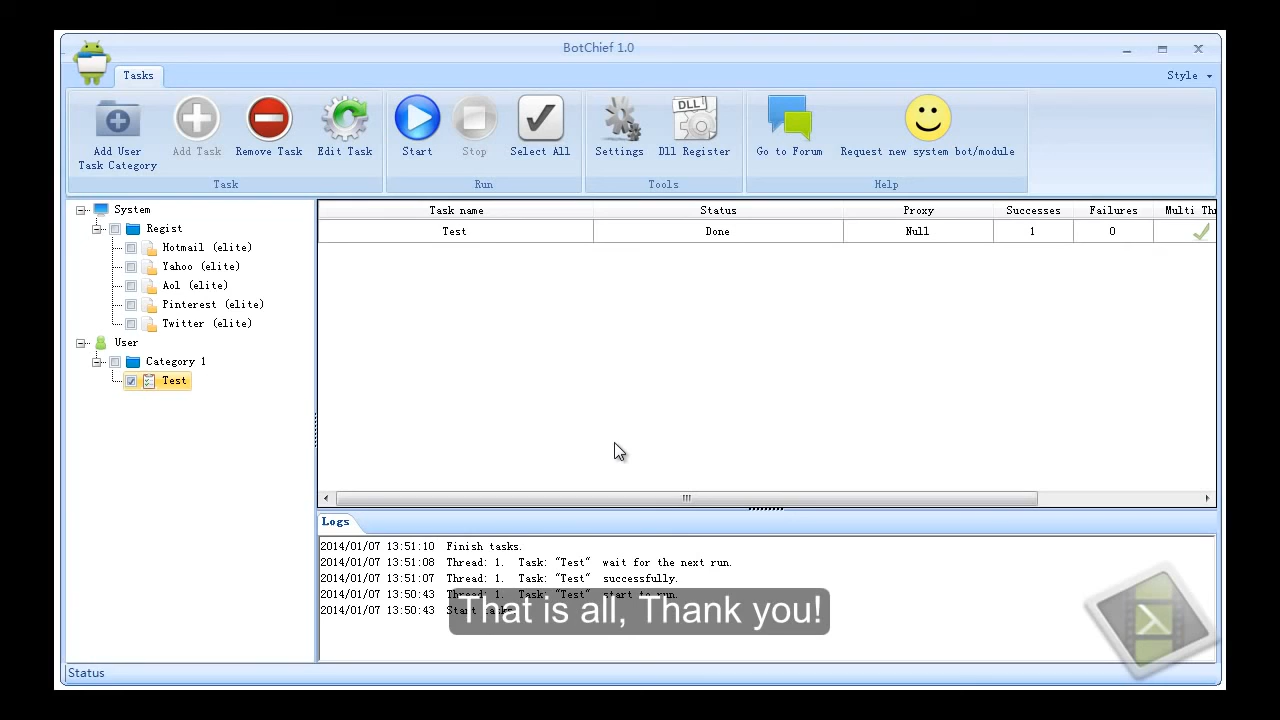 BotChief 1.0
Tasks
Style
Add User
Task Category
Add Task
Remove Task
Edit Task
Start
Stop
Select All
Settings
DLL
Dll Register
Go to Forum
Request new system bot/module
Task
Run
Tools
Help
System
Regist
Hotmail (elite)
Yahoo (elite)
Aol (elite)
Pinterest (elite)
Twitter (elite)
User
Category 1
Test
Task name Status Proxy Successes Failures Multi Thr
Test Done Null 1 0
Logs
2014/01/07 13:51:10 Finish tasks.
2014/01/07 13:51:08 Thread: 1. Task: "Test" wait for the next run.
2014/01/07 13:51:07 Thread: 1. Task: "Test" successfully.
2014/01/07 13:50:43 Thread: 1. Task: "Test" start to run.
2014/01/07 13:50:43 Start tasks.
That is all, Thank you!
Status